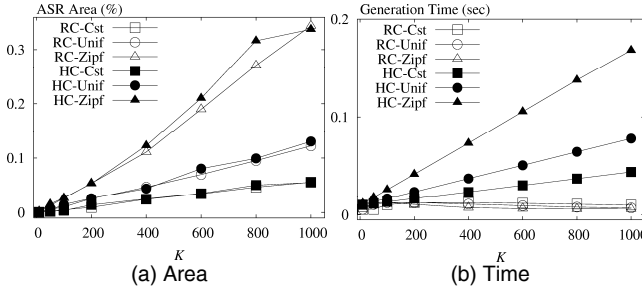 ASR Area (%)
RC-Cst
RC-Unif
RC-Zipf
HC-Cst
HC-Unif
HC-Zipf
0.3
0.2
0.1
0
0 200 400 600 800 1000
K
(a) Area
Generation Time (sec)
RC-Cst
RC-Unif
RC-Zipf
HC-Cst
HC-Unif
HC-Zipf
0.2
0.1
0
0 200 400 600 800 1000
K
(b) Time